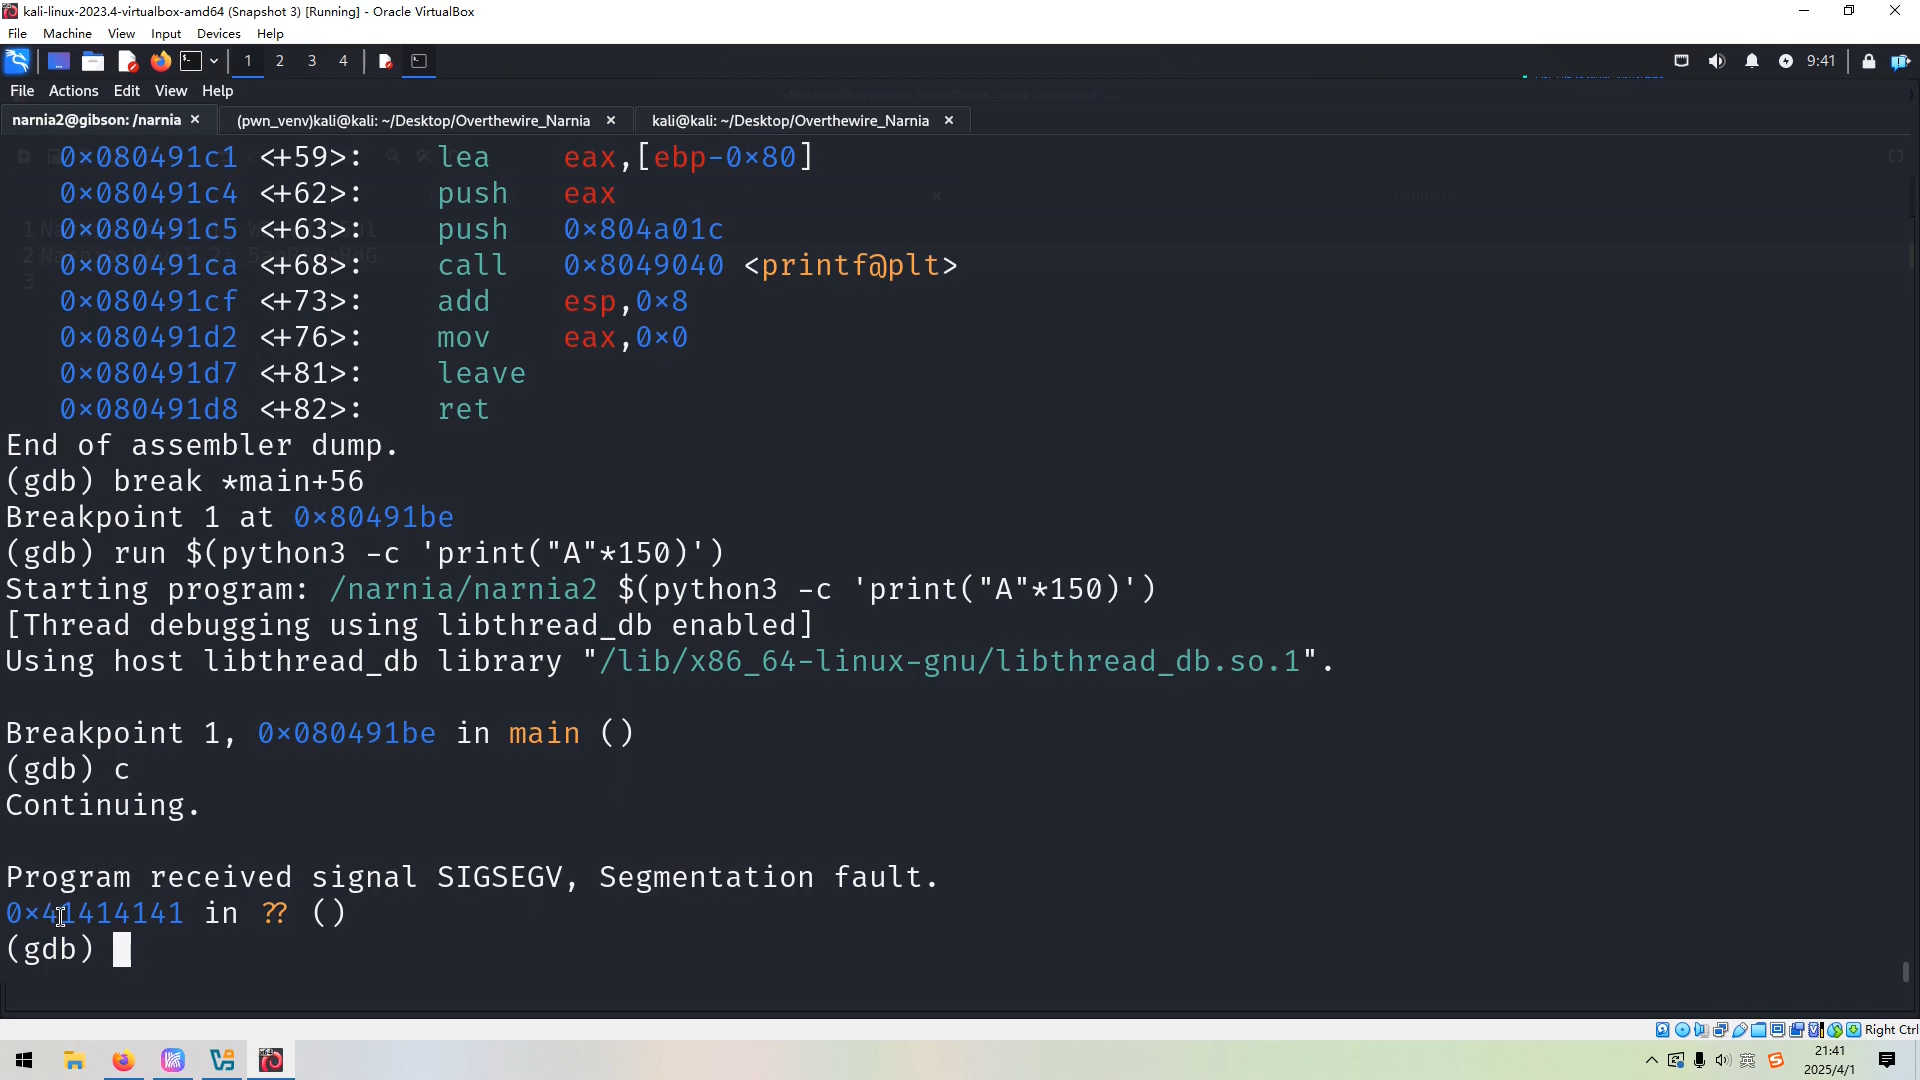 kali-linux-2023.4-virtualbox-amd64 (Snapshot 3) [Running] - Oracle VirtualBox
File Machine View Input Devices Help
1 2 3 4 9:41
File Actions Edit View Help
narnia2@gibson: /narnia × (pwn_venv)kali@kali: ~/Desktop/Overthewire_Narnia × kali@kali: ~/Desktop/Overthewire_Narnia ×
0×080491c1 <+59>: lea eax,[ebp-0×80]
0×080491c4 <+62>: push eax
0×080491c5 <+63>: push 0×804a01c
0×080491ca <+68>: call 0×8049040 <printf@plt>
0×080491cf <+73>: add esp,0×8
0×080491d2 <+76>: mov eax,0×0
0×080491d7 <+81>: leave
0×080491d8 <+82>: ret
End of assembler dump.
(gdb) break *main+56
Breakpoint 1 at 0×80491be
(gdb) run $(python3 -c 'print("A"*150)')
Starting program: /narnia/narnia2 $(python3 -c 'print("A"*150)')
[Thread debugging using libthread_db enabled]
Using host libthread_db library "/lib/x86_64-linux-gnu/libthread_db.so.1".
Breakpoint 1, 0×080491be in main ()
(gdb) c
Continuing.
Program received signal SIGSEGV, Segmentation fault.
0×41414141 in ?? ()
(gdb)
Right Ctrl
英 21:41
2025/4/1